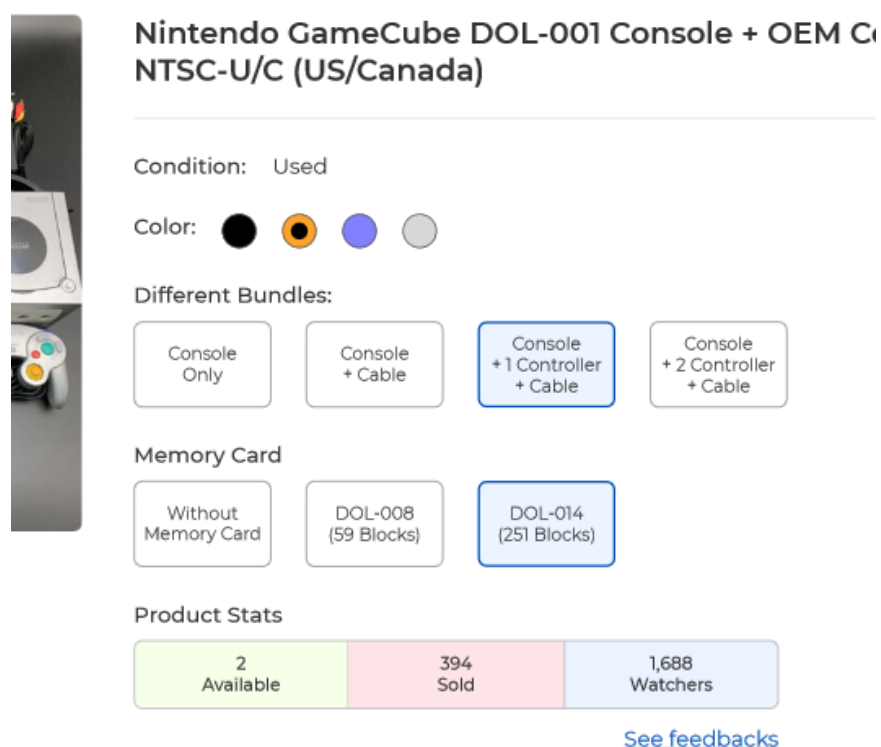 Nintendo GameCube DOL-001 Console + OEM
NTSC-U/C (US/Canada)
Condition: Used
Color:
Different Bundles:
Console
Only
Console
+ Cable
Console
+ 1 Controller
+ Cable
Console
+ 2 Controller
+ Cable
Memory Card
Without
Memory Card
DOL-008
(59 Blocks)
DOL-014
(251 Blocks)
Product Stats
2
Available
394
Sold
1,688
Watchers
See feedbacks